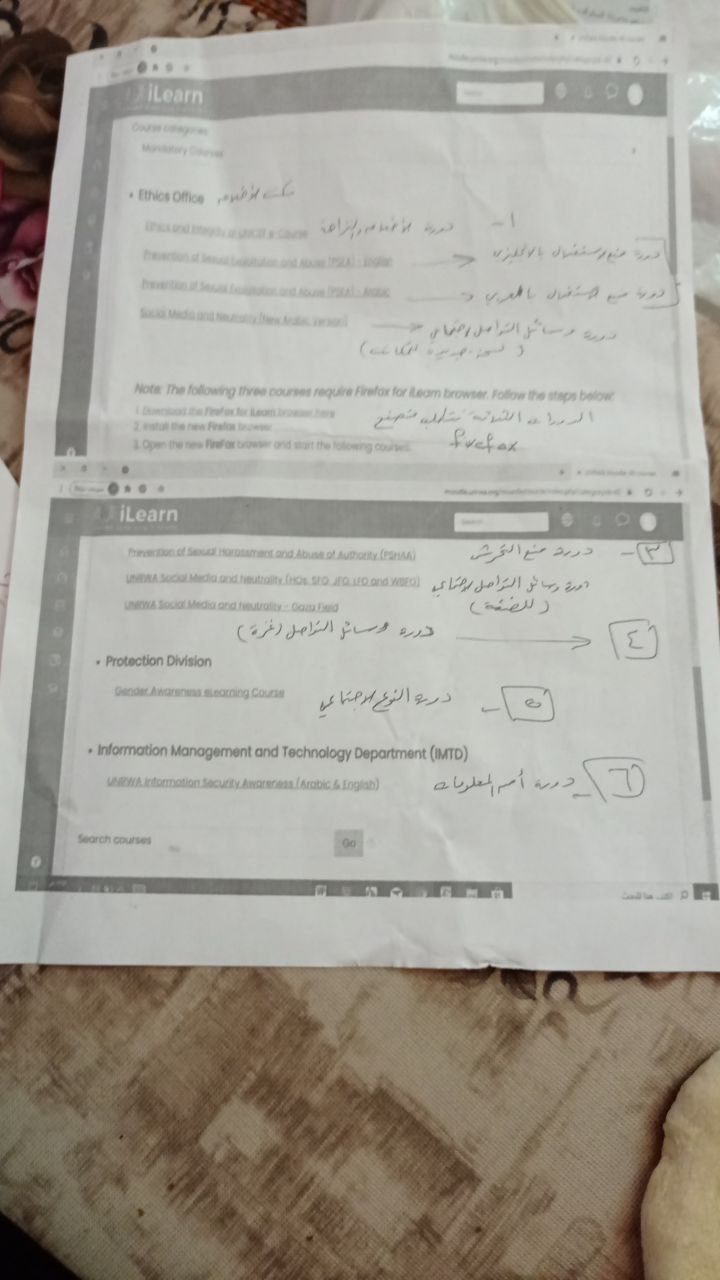 iLearn
Course categories
Mandatory Courses
• Ethics Office مكتب الأخلاق
Ethics and Integrity at UNRWA e-Course دورة الأخلاق والنزاهة -1
Prevention of Sexual Exploitation and Abuse (PSEA) - English دورة منع الاستغلال بالانجليزي
Prevention of Sexual Exploitation and Abuse (PSEA) - Arabic دورة منع الاستغلال بالعربي
Social Media and Neutrality (New Arabic Version) دورة وسائل التواصل الاجتماعي
(نسخة جديدة
Note: The following three courses require Firefox for iLearn browser. Follow the steps below:
1. Download the FireFox for iLearn browser here الدورات الثلاثة تتطلب متصفح
2. Install the new Firefox browser firefox
3. Open the new FireFox browser and start the following courses.
iLearn
Search
Prevention of Sexual Harassment and Abuse of Authority (PSHAA) دورة منع التحرش -٣
UNRWA Social Media and Neutrality (HQs, SFO, JFO, LFO and WBFO) دورة وسائل التواصل الاجتماعي
(للضفة)
UNRWA Social Media and Neutrality - Gaza Field
دورة وسائل التواصل (غزة) ٤
• Protection Division
Gender Awareness eLearning Course دورة النوع الاجتماعي - ٥
• Information Management and Technology Department (IMTD)
UNRWA Information Security Awareness (Arabic & English) دورة أمن المعلومات - ٦
Search courses Go
اكتب هنا للبحث